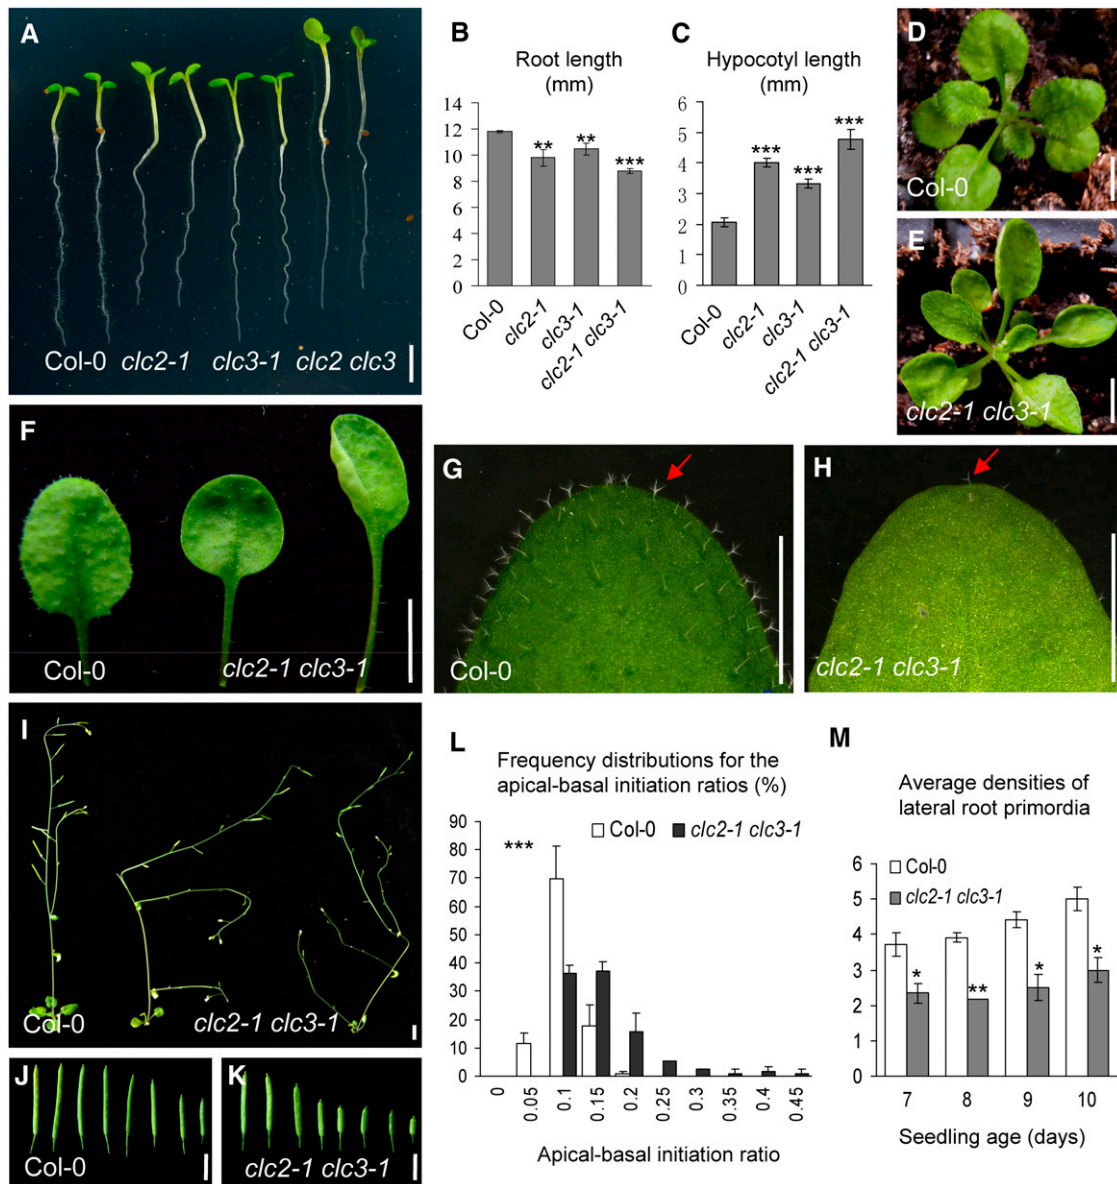 A
Col-0 clc2-1 clc3-1 clc2 clc3
B
Root length
(mm)
14
12
10
8
6
4
2
0
**
**
***
Col-0
clc2-1
clc3-1
clc2-1 clc3-1
C
Hypocotyl length
(mm)
6
5
4
3
2
1
0
***
***
***
Col-0
clc2-1
clc3-1
clc2-1 clc3-1
D
Col-0
E
clc2-1 clc3-1
F
Col-0 clc2-1 clc3-1
G
Col-0
H
clc2-1 clc3-1
I
Col-0 clc2-1 clc3-1
J
Col-0
K
clc2-1 clc3-1
L
Frequency distributions for the
apical-basal initiation ratios (%)
90
80
70
60
50
40
30
20
10
0
***
Col-0 clc2-1 clc3-1
0 0.05 0.1 0.15 0.2 0.25 0.3 0.35 0.4 0.45
Apical-basal initiation ratio
M
Average densities of
lateral root primordia
6
5
4
3
2
1
0
Col-0
clc2-1 clc3-1
* ** * *
7 8 9 10
Seedling age (days)